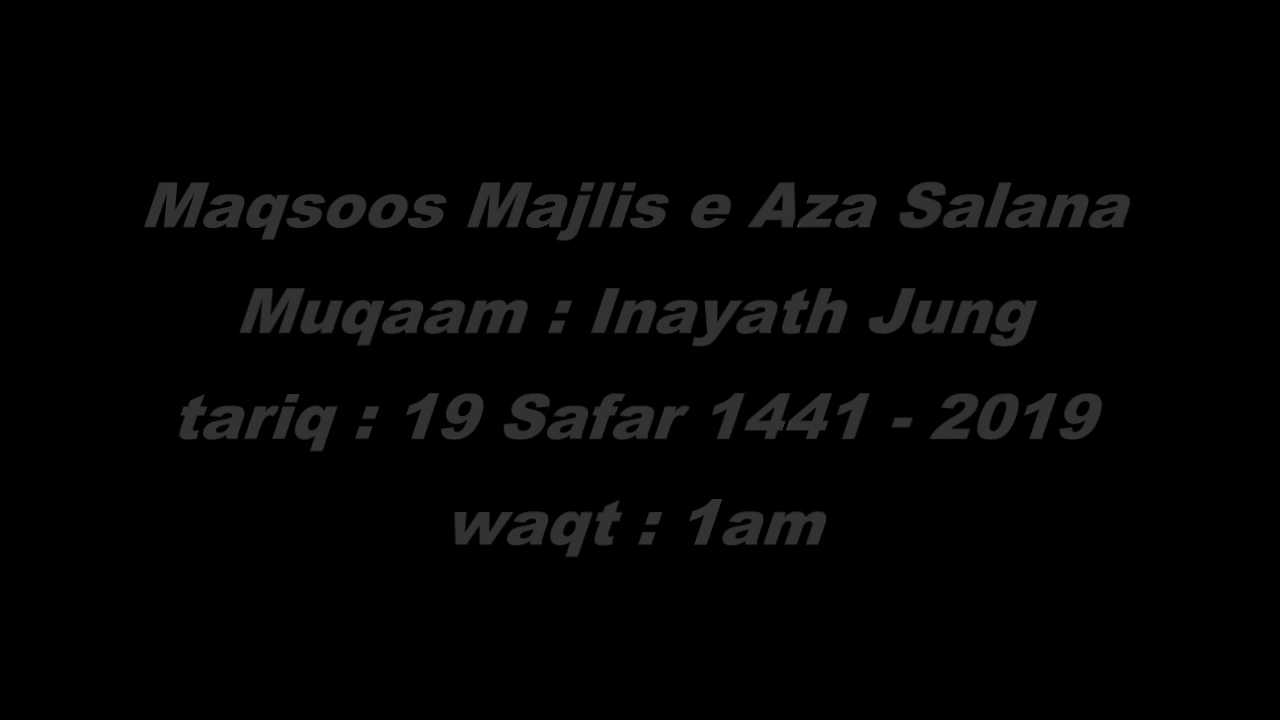 Maqsoos Majlis e Aza Salana
Muqaam : Inayath Jung
tariq : 19 Safar 1441 - 2019
waqt : 1am